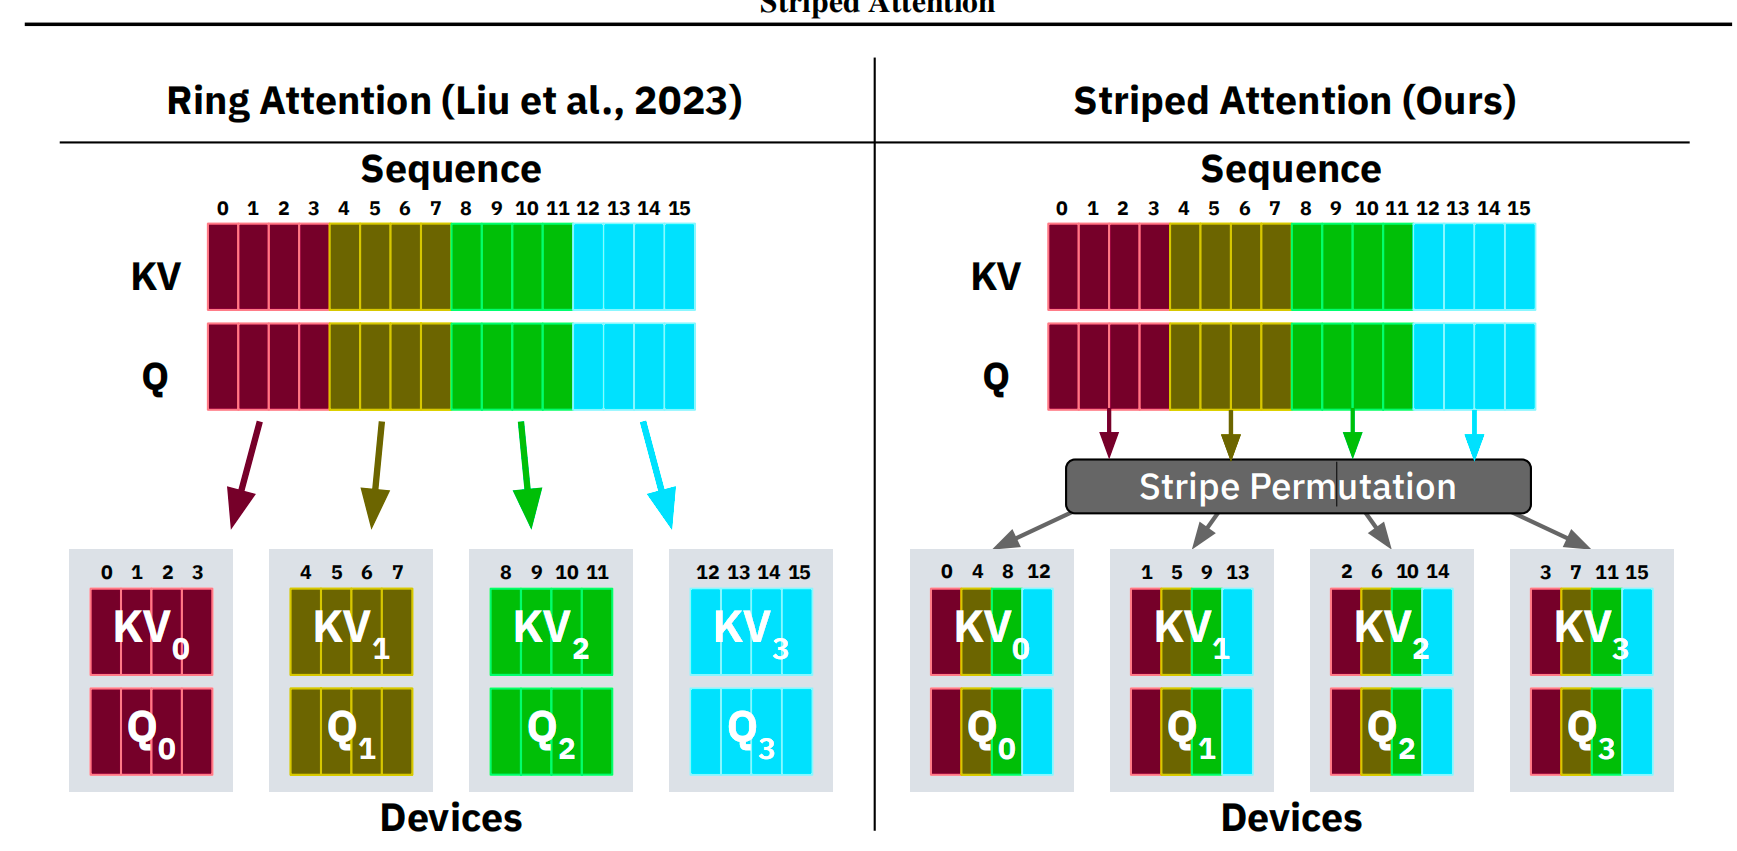 Striped Attention
Ring Attention (Liu et al., 2023)
Sequence
0 1 2 3 4 5 6 7 8 9 10 11 12 13 14 15
KV
Q
0 1 2 3
KV0
Q0
4 5 6 7
KV1
Q1
8 9 10 11
KV2
Q2
12 13 14 15
KV3
Q3
Devices
Striped Attention (Ours)
Sequence
0 1 2 3 4 5 6 7 8 9 10 11 12 13 14 15
KV
Q
Stripe Permutation
0 4 8 12
KV0
Q0
1 5 9 13
KV1
Q1
2 6 10 14
KV2
Q2
3 7 11 15
KV3
Q3
Devices